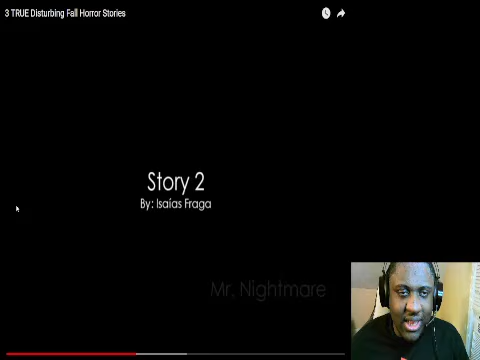 3 TRUE Disturbing Fall Horror Stories
Story 2
By: Isaías Fraga
Mr. Nightmare